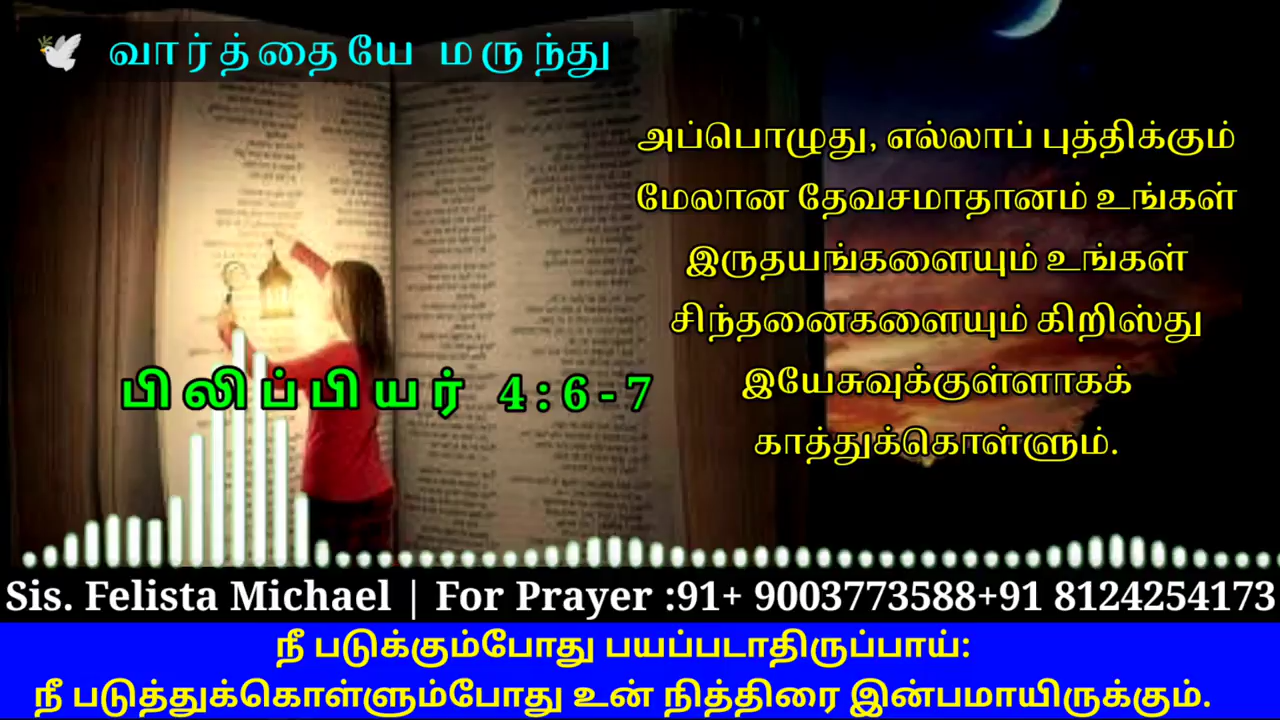 வார்த்தையே மருந்து
அப்பொழுது, எல்லாப் புத்திக்கும்
மேலான தேவசமாதானம் உங்கள்
இருதயங்களையும் உங்கள்
சிந்தனைகளையும் கிறிஸ்து
இயேசுவுக்குள்ளாகக்
காத்துக்கொள்ளும்.
பிலிப்பியர் 4:6-7
Sis. Felista Michael | For Prayer :91+ 9003773588+91 8124254173
நீ படுக்கும்போது பயப்படாதிருப்பாய்:
நீ படுத்துக்கொள்ளும்போது உன் நித்திரை இன்பமாயிருக்கும்.